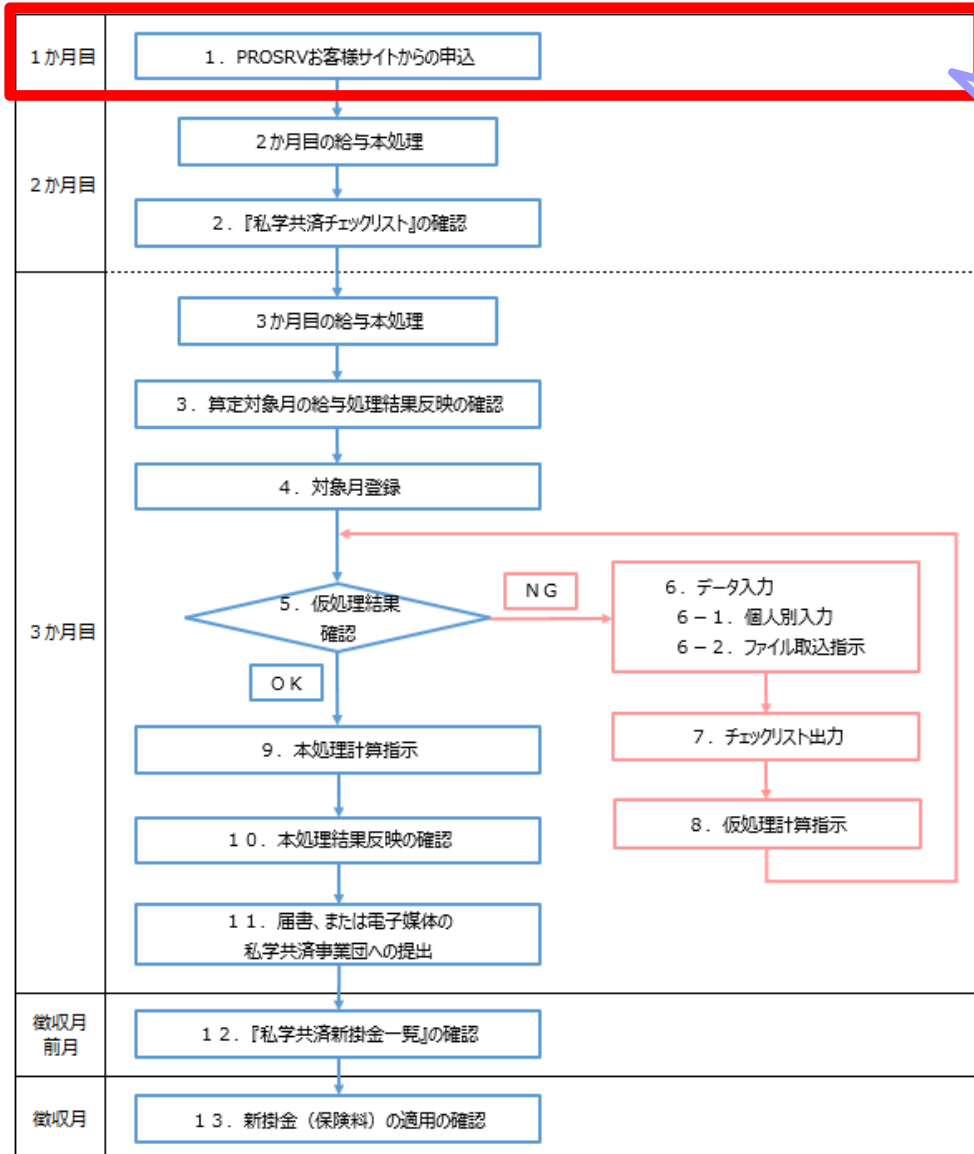 1か月目
1．PROSRVお客様サイトからの申込
2か月目
2か月目の給与本処理
2．『私学共済チェックリスト』の確認
3か月目
3か月目の給与本処理
3．算定対象月の給与処理結果反映の確認
4．対象月登録
5．仮処理結果
確認
NG
OK
6．データ入力
6－1．個人別入力
6－2．ファイル取込指示
7．チェックリスト出力
8．仮処理計算指示
9．本処理計算指示
10．本処理結果反映の確認
11．届書、または電子媒体の
私学共済事業団への提出
徴収月
前月
12．『私学共済新掛金一覧』の確認
徴収月
13．新掛金（保険料）の適用の確認